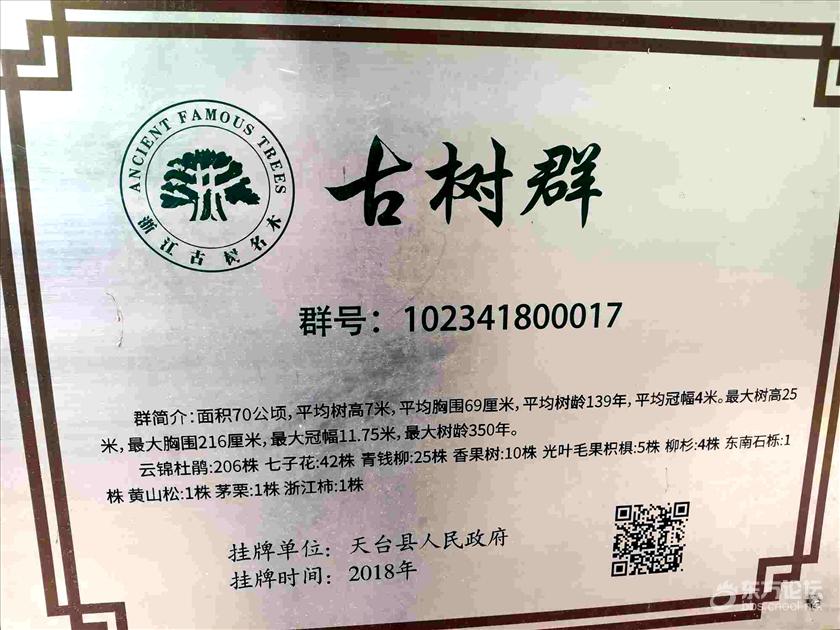 ANCIENT FAMOUS TREES
浙江古树名木
古树群
群号：102341800017
群简介：面积70公顷，平均树高7米，平均胸围69厘米，平均树龄139年，平均冠幅4米。最大树高25
米，最大胸围216厘米，最大冠幅11.75米，最大树龄350年。
云锦杜鹃:206株 七子花:42株 青钱柳:25株 香果树:10株 光叶毛果枳椇:5株 柳杉:4株 东南石栎:1
株 黄山松:1株 茅栗:1株 浙江柿:1株
挂牌单位：天台县人民政府
挂牌时间：2018年
东方论坛
bbs.cnool.net